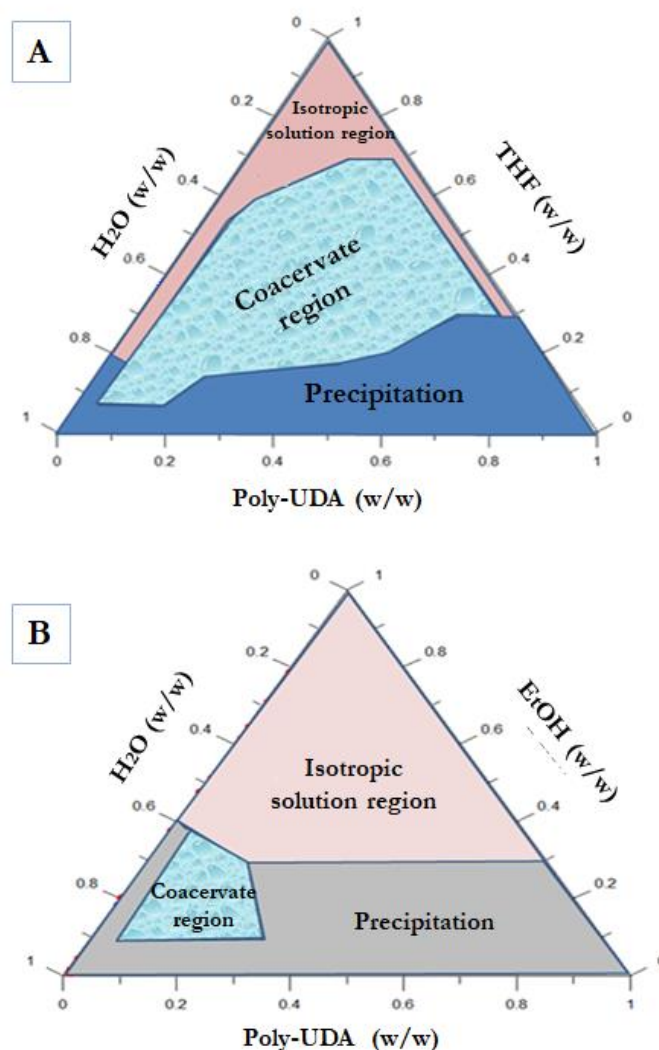 A
0 1
0.2 0.8
Isotropic
solution region
H2O (w/w)
THF (w/w)
0.4 0.6
0.6 0.4
Coacervate
region
0.8 0.2
Precipitation
1 0
0 0.2 0.4 0.6 0.8 1
Poly-UDA (w/w)
B
0 1
0.2 0.8
H2O (w/w)
EtOH (w/w)
0.4 0.6
Isotropic
solution region
0.6 0.4
0.8 0.2
Coacervate
region
Precipitation
1 0
0 0.2 0.4 0.6 0.8 1
Poly-UDA (w/w)